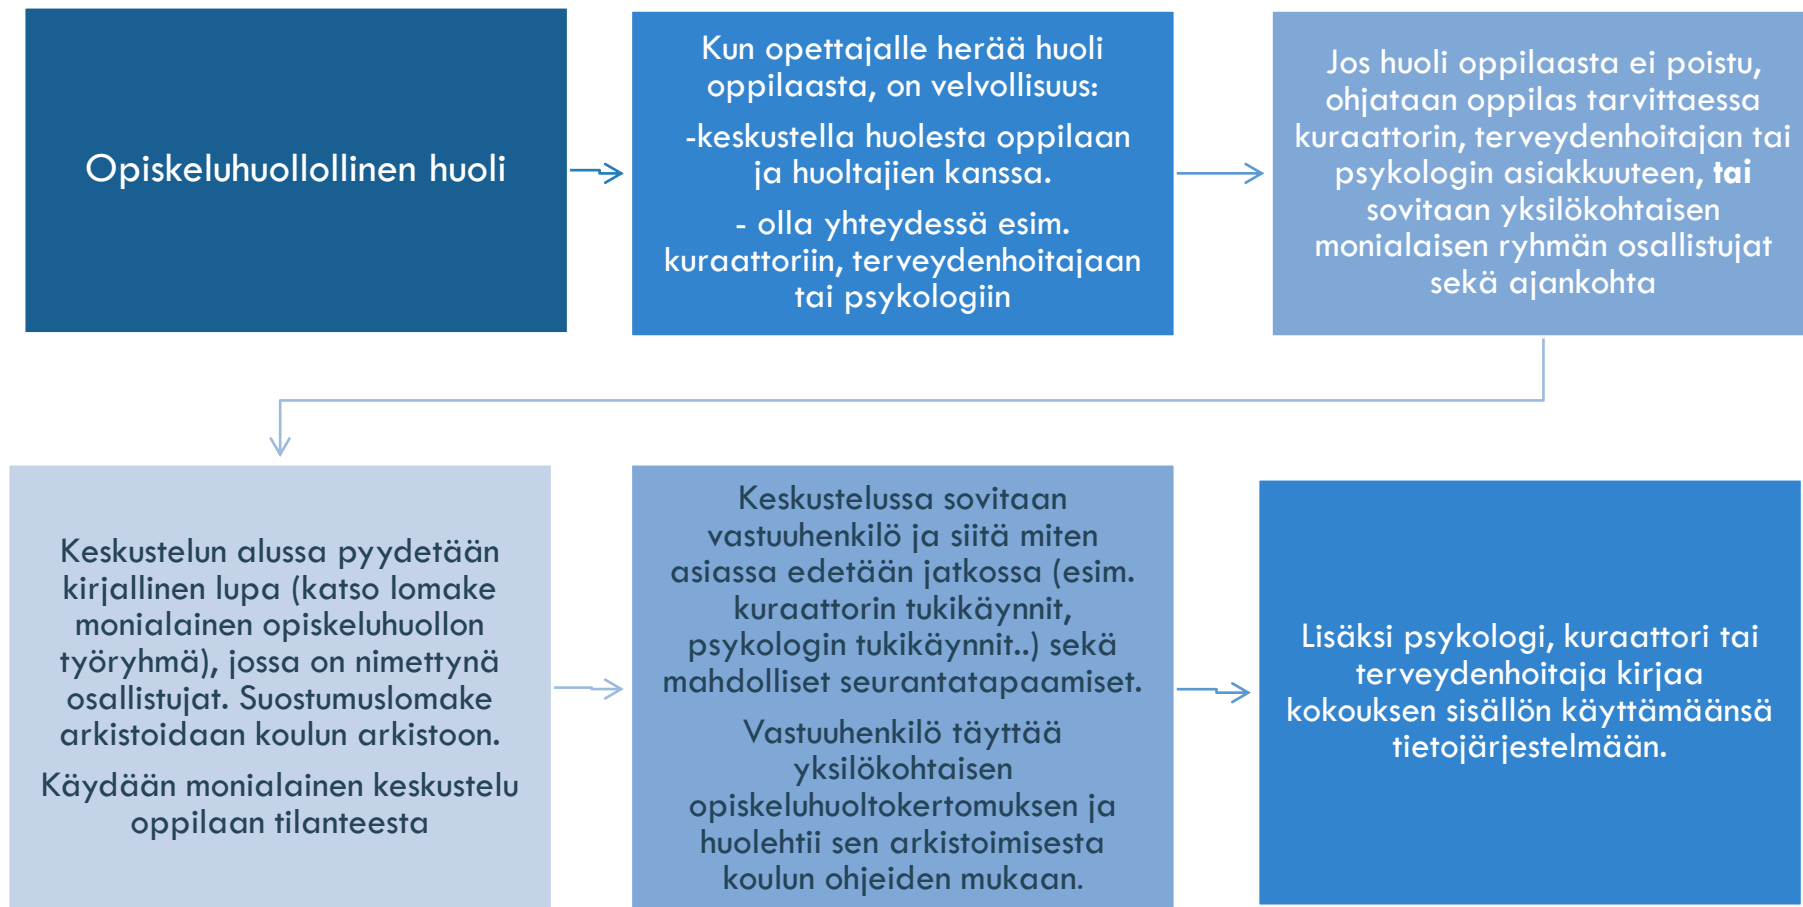 Opiskeluhuollollinen huoli
Kun opettajalle herää huoli
oppilaasta, on velvollisuus:
-keskustella huolesta oppilaan
ja huoltajien kanssa.
- olla yhteydessä esim.
kuraattoriin, terveydenhoitajaan
tai psykologiin
Jos huoli oppilaasta ei poistu,
ohjataan oppilas tarvittaessa
kuraattorin, terveydenhoitajan tai
psykologin asiakkuuteen, tai
sovitaan yksilökohtaisen
monialaisen ryhmän osallistujat
sekä ajankohta
Keskustelun alussa pyydetään
kirjallinen lupa (katso lomake
monialainen opiskeluhuollon
työryhmä), jossa on nimettynä
osallistujat. Suostumuslomake
arkistoidaan koulun arkistoon.
Käydään monialainen keskustelu
oppilaan tilanteesta
Keskustelussa sovitaan
vastuuhenkilö ja siitä miten
asiassa edetään jatkossa (esim.
kuraattorin tukikäynnit,
psykologin tukikäynnit..) sekä
mahdolliset seurantatapaamiset.
Vastuuhenkilö täyttää
yksilökohtaisen
opiskeluhuoltokertomuksen ja
huolehtii sen arkistoimisesta
koulun ohjeiden mukaan.
Lisäksi psykologi, kuraattori tai
terveydenhoitaja kirjaa
kokouksen sisällön käyttämäänsä
tietojärjestelmään.